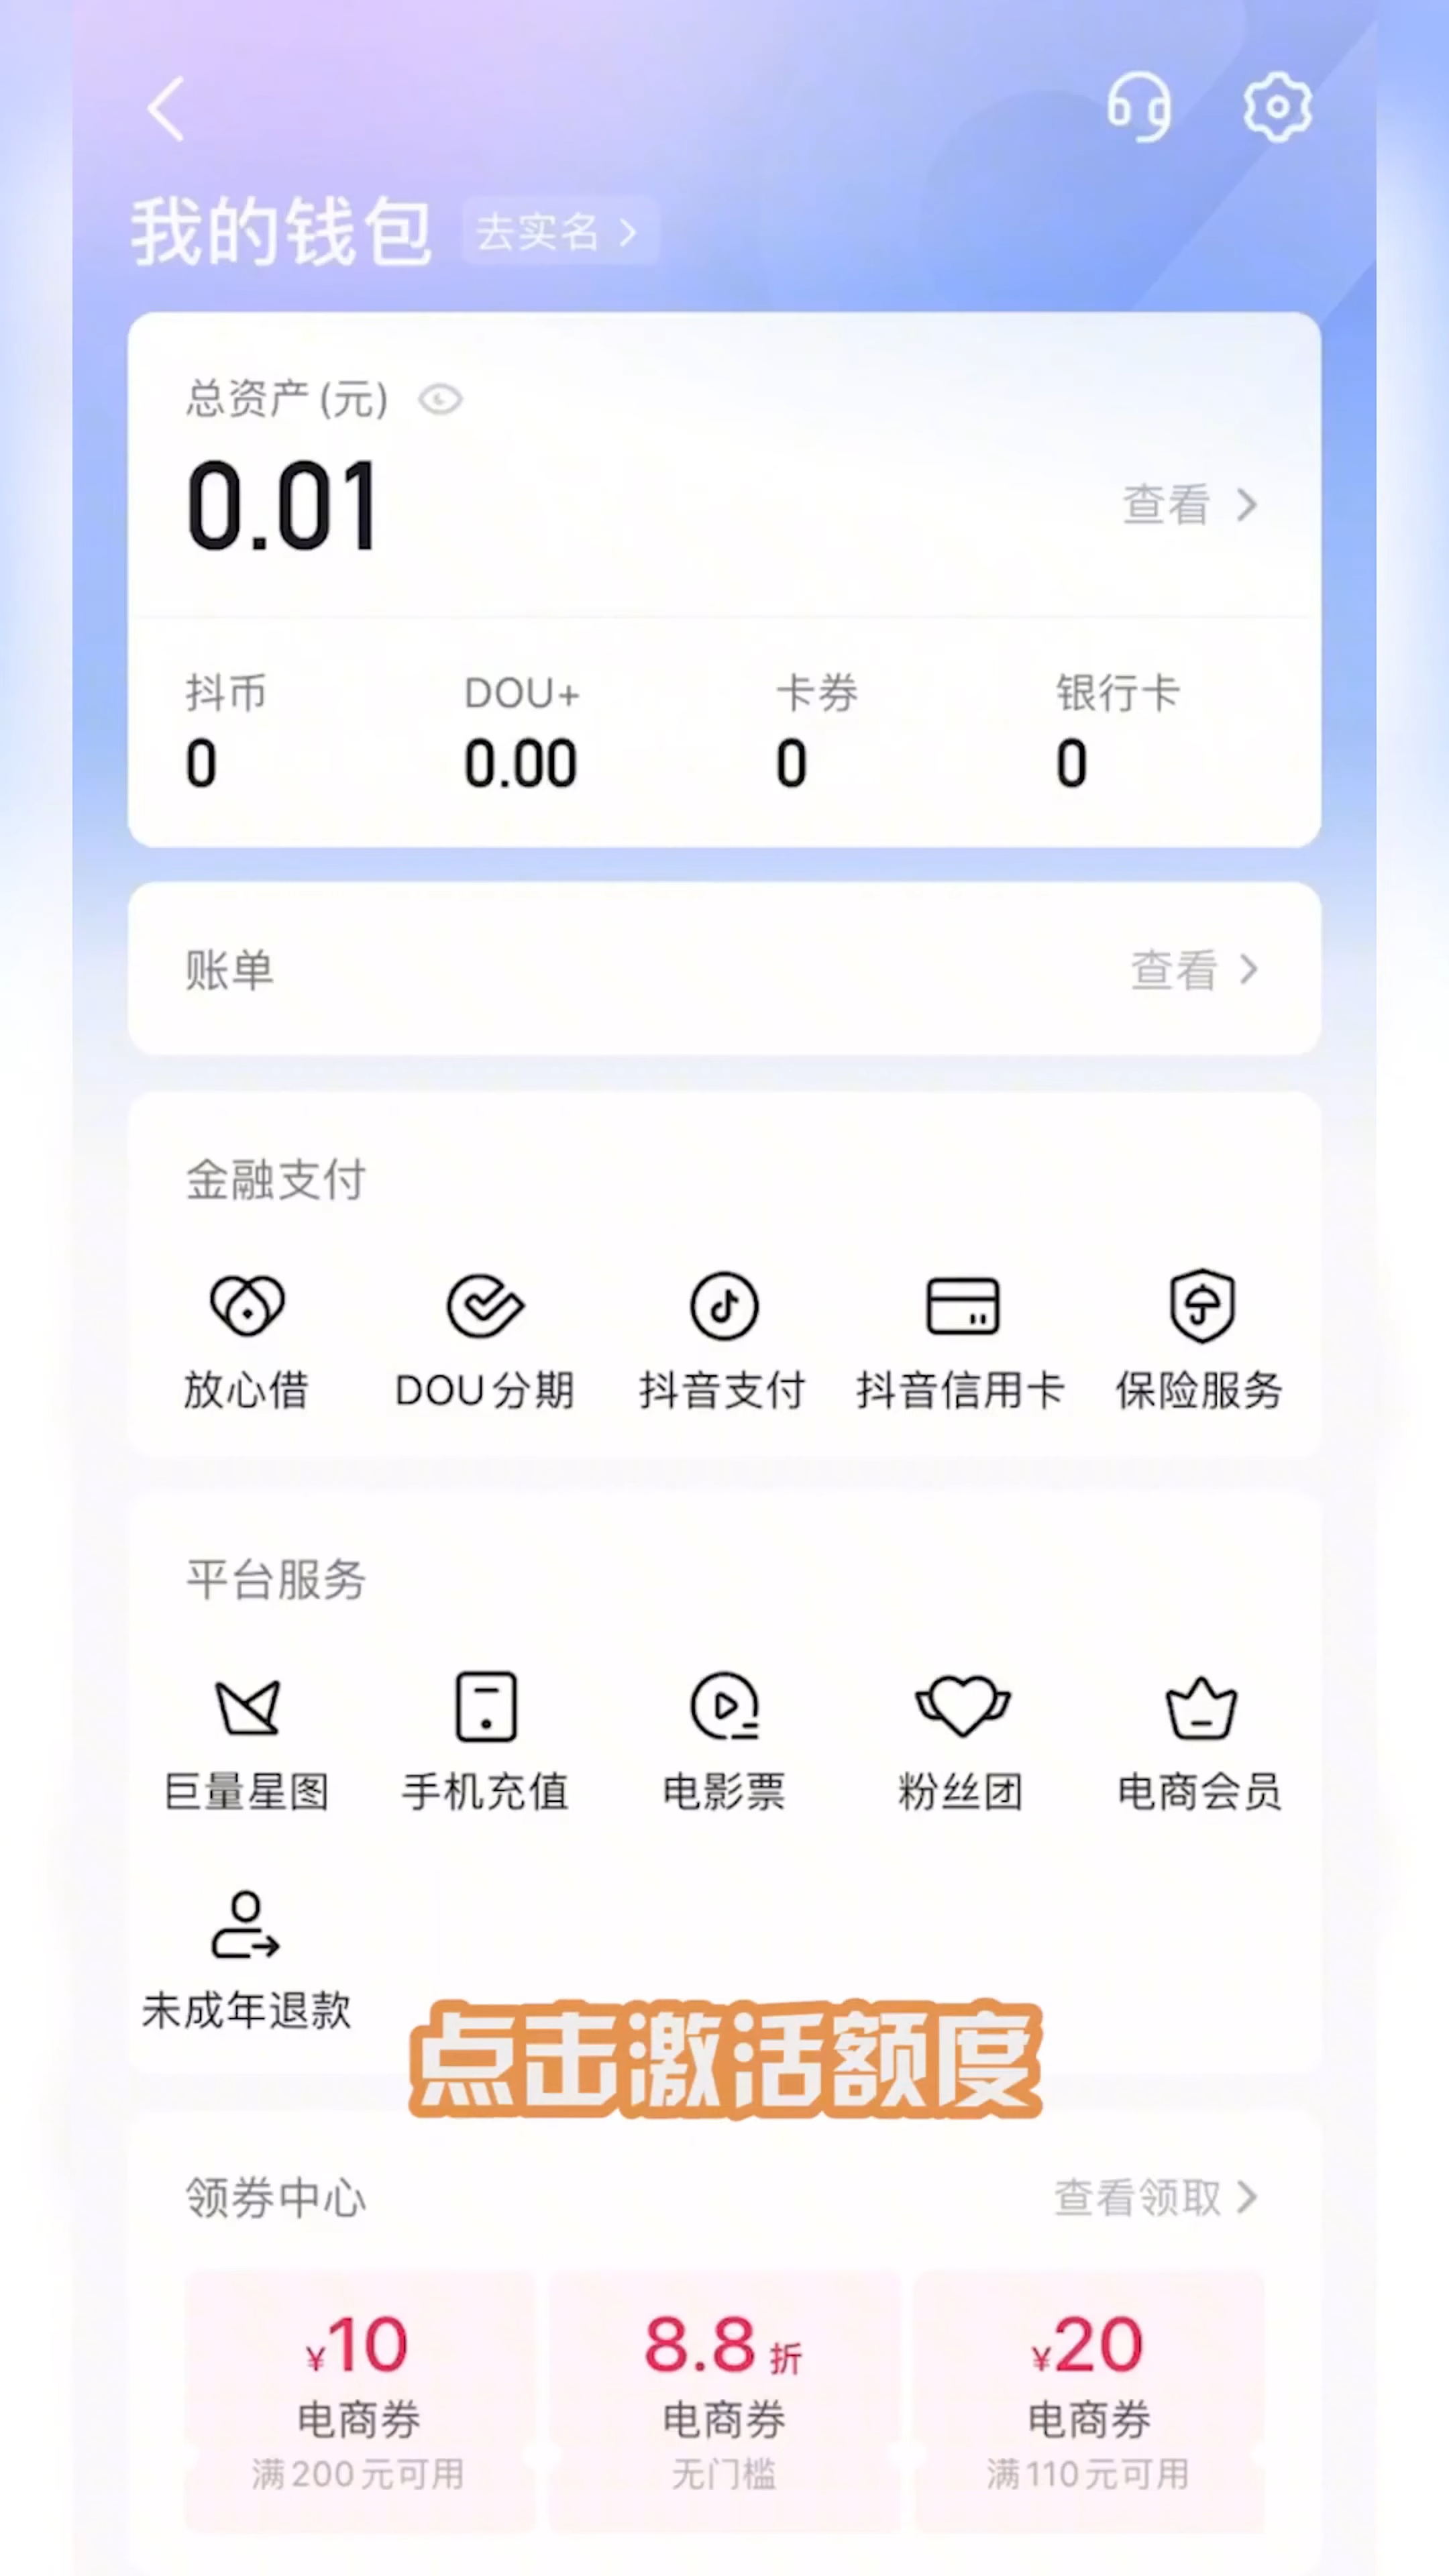 我的钱包 去实名
总资产(元)
0.01 查看
抖币 DOU+ 卡券 银行卡
0 0.00 0 0
账单 查看
金融支付
放心借 DOU分期 抖音支付 抖音信用卡 保险服务
平台服务
巨量星图 手机充值 电影票 粉丝团 电商会员
未成年退款
点击激活额度
领券中心 查看领取
¥10 8.8折 ¥20
电商券 电商券 电商券
满200元可用 无门槛 满110元可用